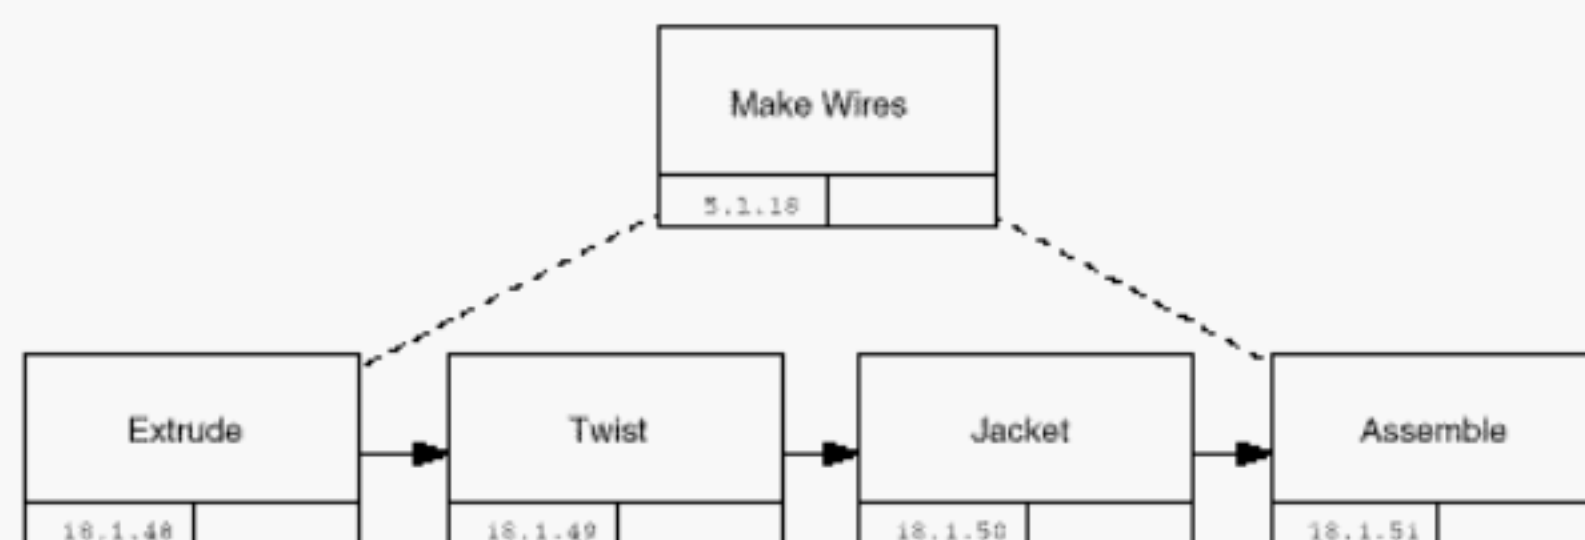 Make Wires
5.1.18
Extrude
Twist
Jacket
Assemble
18.1.48
18.1.49
18.1.50
18.1.51